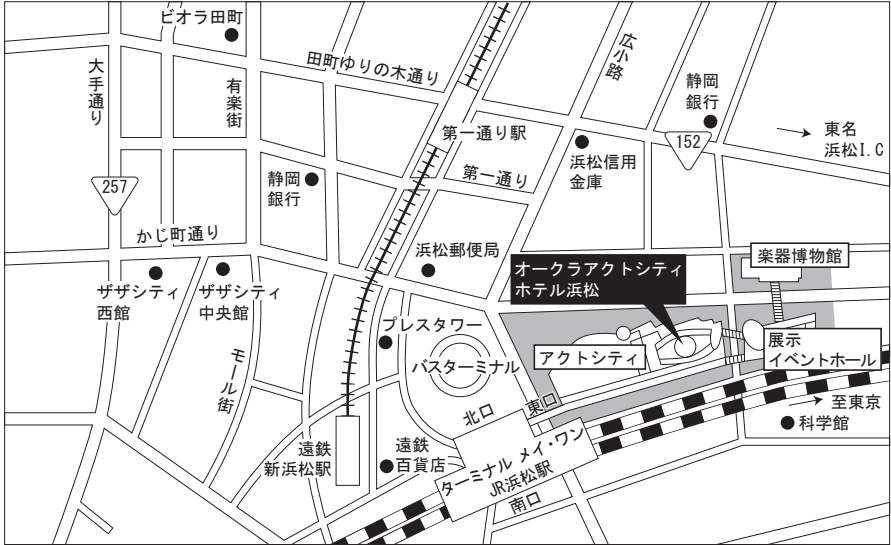 ビオラ田町
大手通り
有楽街
田町ゆりの木通り
広小路
静岡
銀行
東名
浜松I.C
第一通り駅
152
浜松信用
金庫
第一通り
静岡
銀行
257
かじ町通り
浜松郵便局
楽器博物館
オークラアクトシティ
ホテル浜松
ザザシティ
西館
ザザシティ
中央館
プレスタワー
展示
イベントホール
アクトシティ
バスターミナル
モール街
北口
東口
至東京
科学館
遠鉄
新浜松駅
遠鉄
百貨店
ターミナル メイ・ワン
JR浜松駅
南口